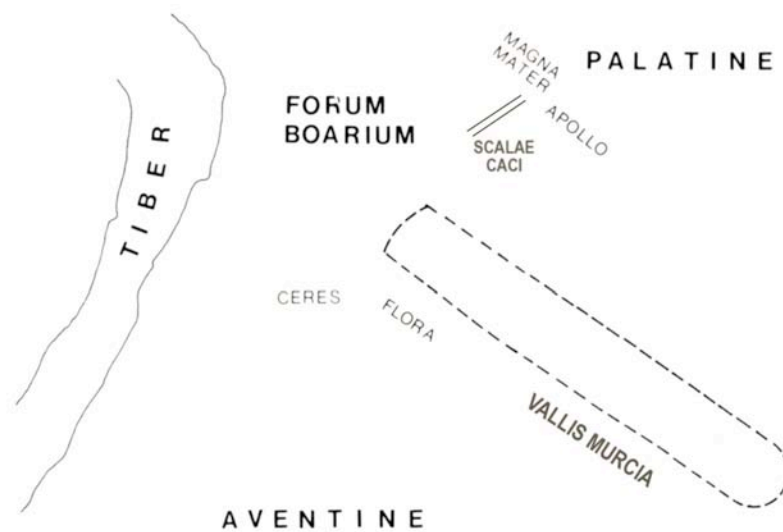 MAGNA
MATER
PALATINE
FORUM
BOARIUM
APOLLO
SCALAE
CACI
TIBER
CERES
FLORA
VALLIS MURCIA
AVENTINE